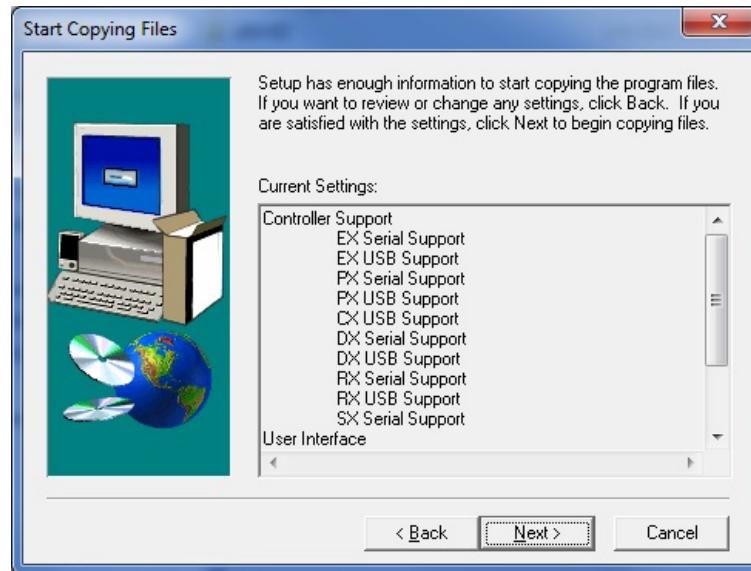 Start Copying Files
Setup has enough information to start copying the program files.
If you want to review or change any settings, click Back. If you
are satisfied with the settings, click Next to begin copying files.
Current Settings:
Controller Support
EX Serial Support
EX USB Support
PX Serial Support
PX USB Support
CX USB Support
DX Serial Support
DX USB Support
RX Serial Support
RX USB Support
SX Serial Support
User Interface
< Back
Next >
Cancel